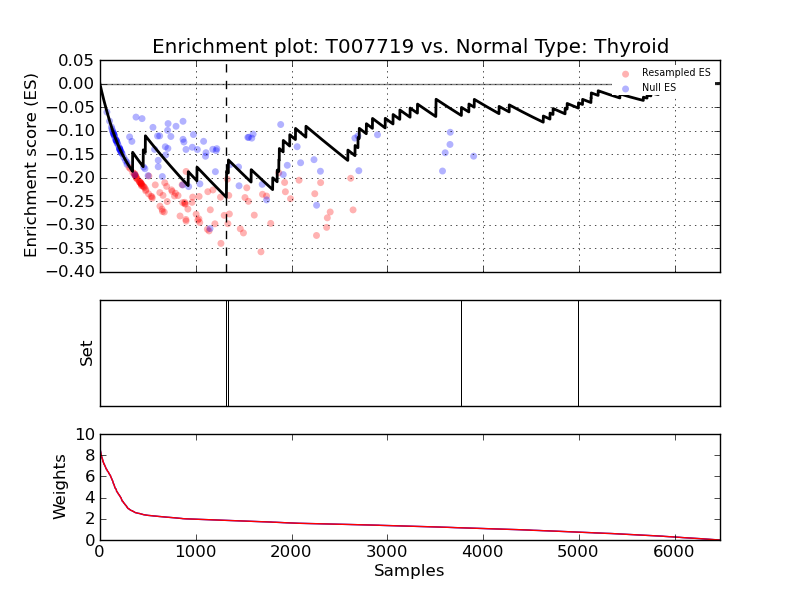 Enrichment plot: T007719 vs. Normal Type: Thyroid
Enrichment score (ES)
0.05
0.00
−0.05
−0.10
−0.15
−0.20
−0.25
−0.30
−0.35
−0.40
Resampled ES
Null ES
Set
Weights
10
8
6
4
2
0
0 1000 2000 3000 4000 5000 6000
Samples